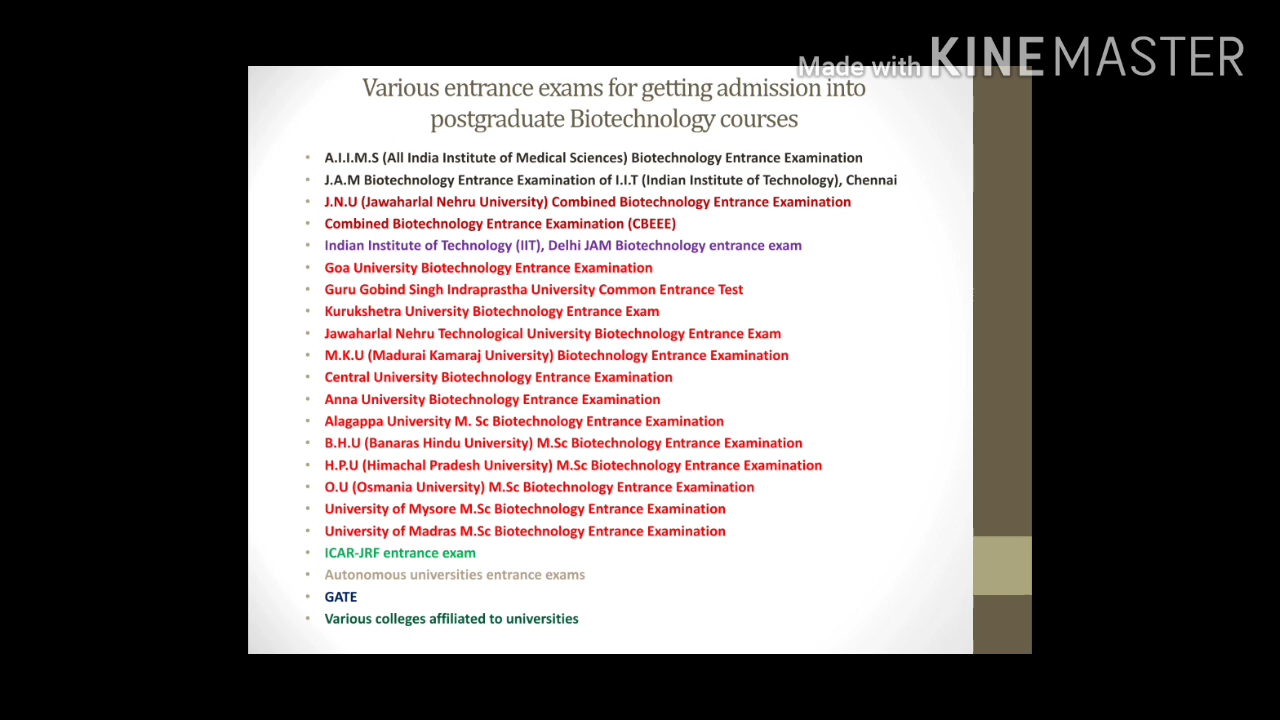 Made with KINEMASTER
Various entrance exams for getting admission into
postgraduate Biotechnology courses
• A.I.I.M.S (All India Institute of Medical Sciences) Biotechnology Entrance Examination
• J.A.M Biotechnology Entrance Examination of I.I.T (Indian Institute of Technology), Chennai
• J.N.U (Jawaharlal Nehru University) Combined Biotechnology Entrance Examination
• Combined Biotechnology Entrance Examination (CBEEE)
• Indian Institute of Technology (IIT), Delhi JAM Biotechnology entrance exam
• Goa University Biotechnology Entrance Examination
• Guru Gobind Singh Indraprastha University Common Entrance Test
• Kurukshetra University Biotechnology Entrance Exam
• Jawaharlal Nehru Technological University Biotechnology Entrance Exam
• M.K.U (Madurai Kamaraj University) Biotechnology Entrance Examination
• Central University Biotechnology Entrance Examination
• Anna University Biotechnology Entrance Examination
• Alagappa University M. Sc Biotechnology Entrance Examination
• B.H.U (Banaras Hindu University) M.Sc Biotechnology Entrance Examination
• H.P.U (Himachal Pradesh University) M.Sc Biotechnology Entrance Examination
• O.U (Osmania University) M.Sc Biotechnology Entrance Examination
• University of Mysore M.Sc Biotechnology Entrance Examination
• University of Madras M.Sc Biotechnology Entrance Examination
• ICAR-JRF entrance exam
• Autonomous universities entrance exams
• GATE
• Various colleges affiliated to universities